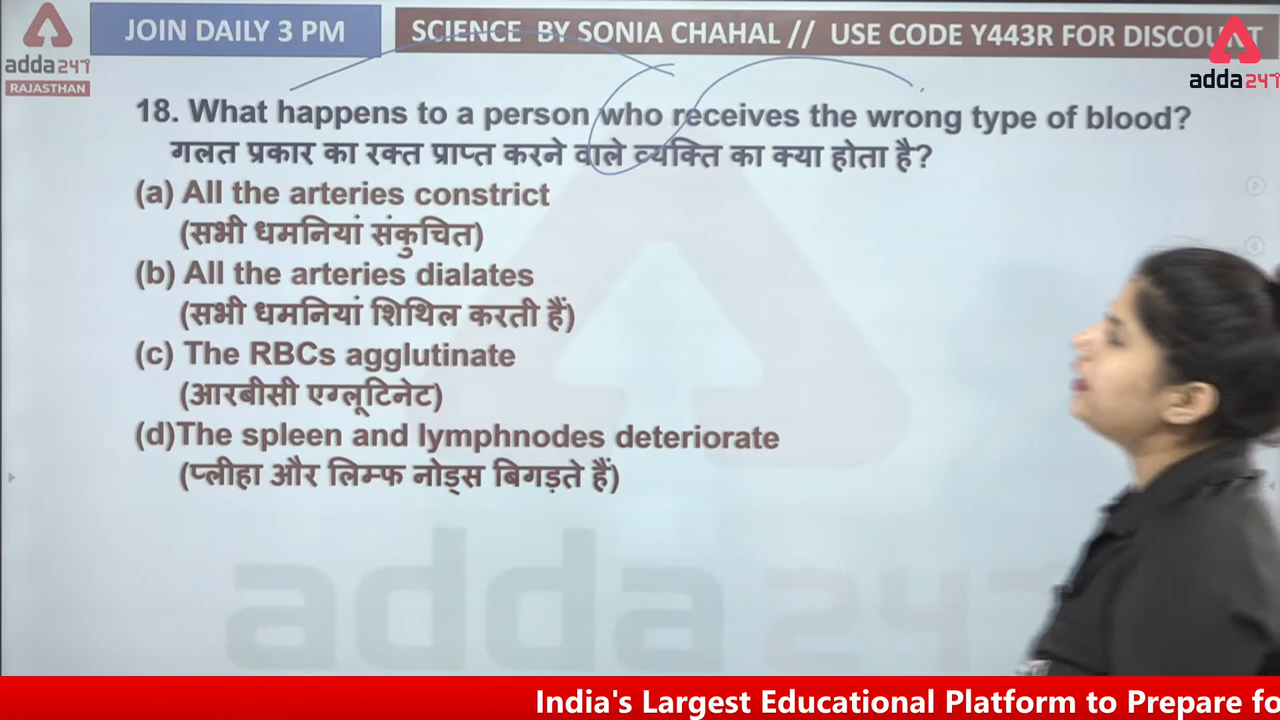 JOIN DAILY 3 PM
SCIENCE BY SONIA CHAHAL // USE CODE Y443R FOR DISCOUNT
adda247
RAJASTHAN
adda247
18. What happens to a person who receives the wrong type of blood?
गलत प्रकार का रक्त प्राप्त करने वाले व्यक्ति का क्या होता है?
(a) All the arteries constrict
(सभी धमनियां संकुचित)
(b) All the arteries dialates
(सभी धमनियां शिथिल करती हैं)
(c) The RBCs agglutinate
(आरबीसी एग्लूटिनेट)
(d)The spleen and lymphnodes deteriorate
(प्लीहा और लिम्फ नोड्स बिगड़ते हैं)
adda247
India's Largest Educational Platform to Prepare fo